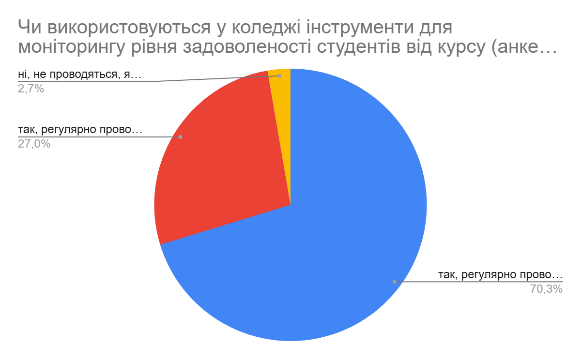 Чи використовуються у коледжі інструменти для
моніторингу рівня задоволеності студентів від курсу (анке…
ні, не проводяться, я…
2,7%
так, регулярно прово…
27,0%
так, регулярно прово…
70,3%